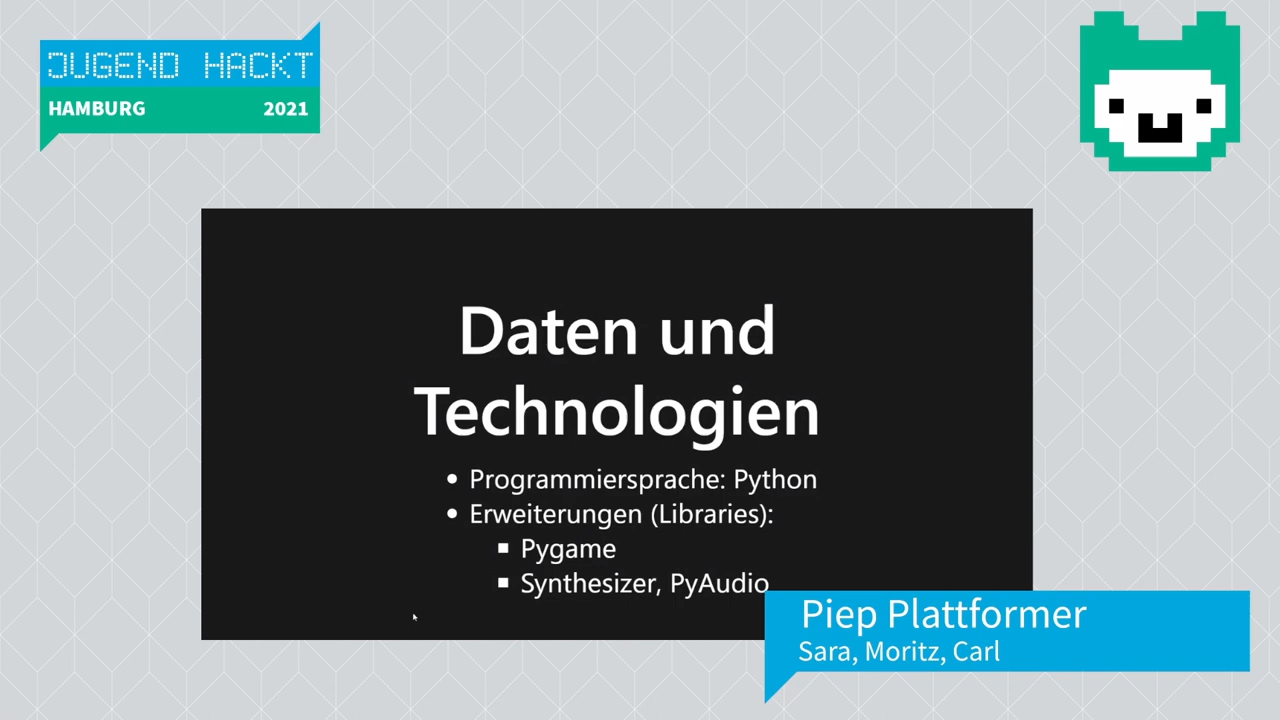 JUGEND HACKT
HAMBURG 2021
Daten und
Technologien
• Programmiersprache: Python
• Erweiterungen (Libraries):
▪ Pygame
▪ Synthesizer, PyAudio
Piep Plattformer
Sara, Moritz, Carl